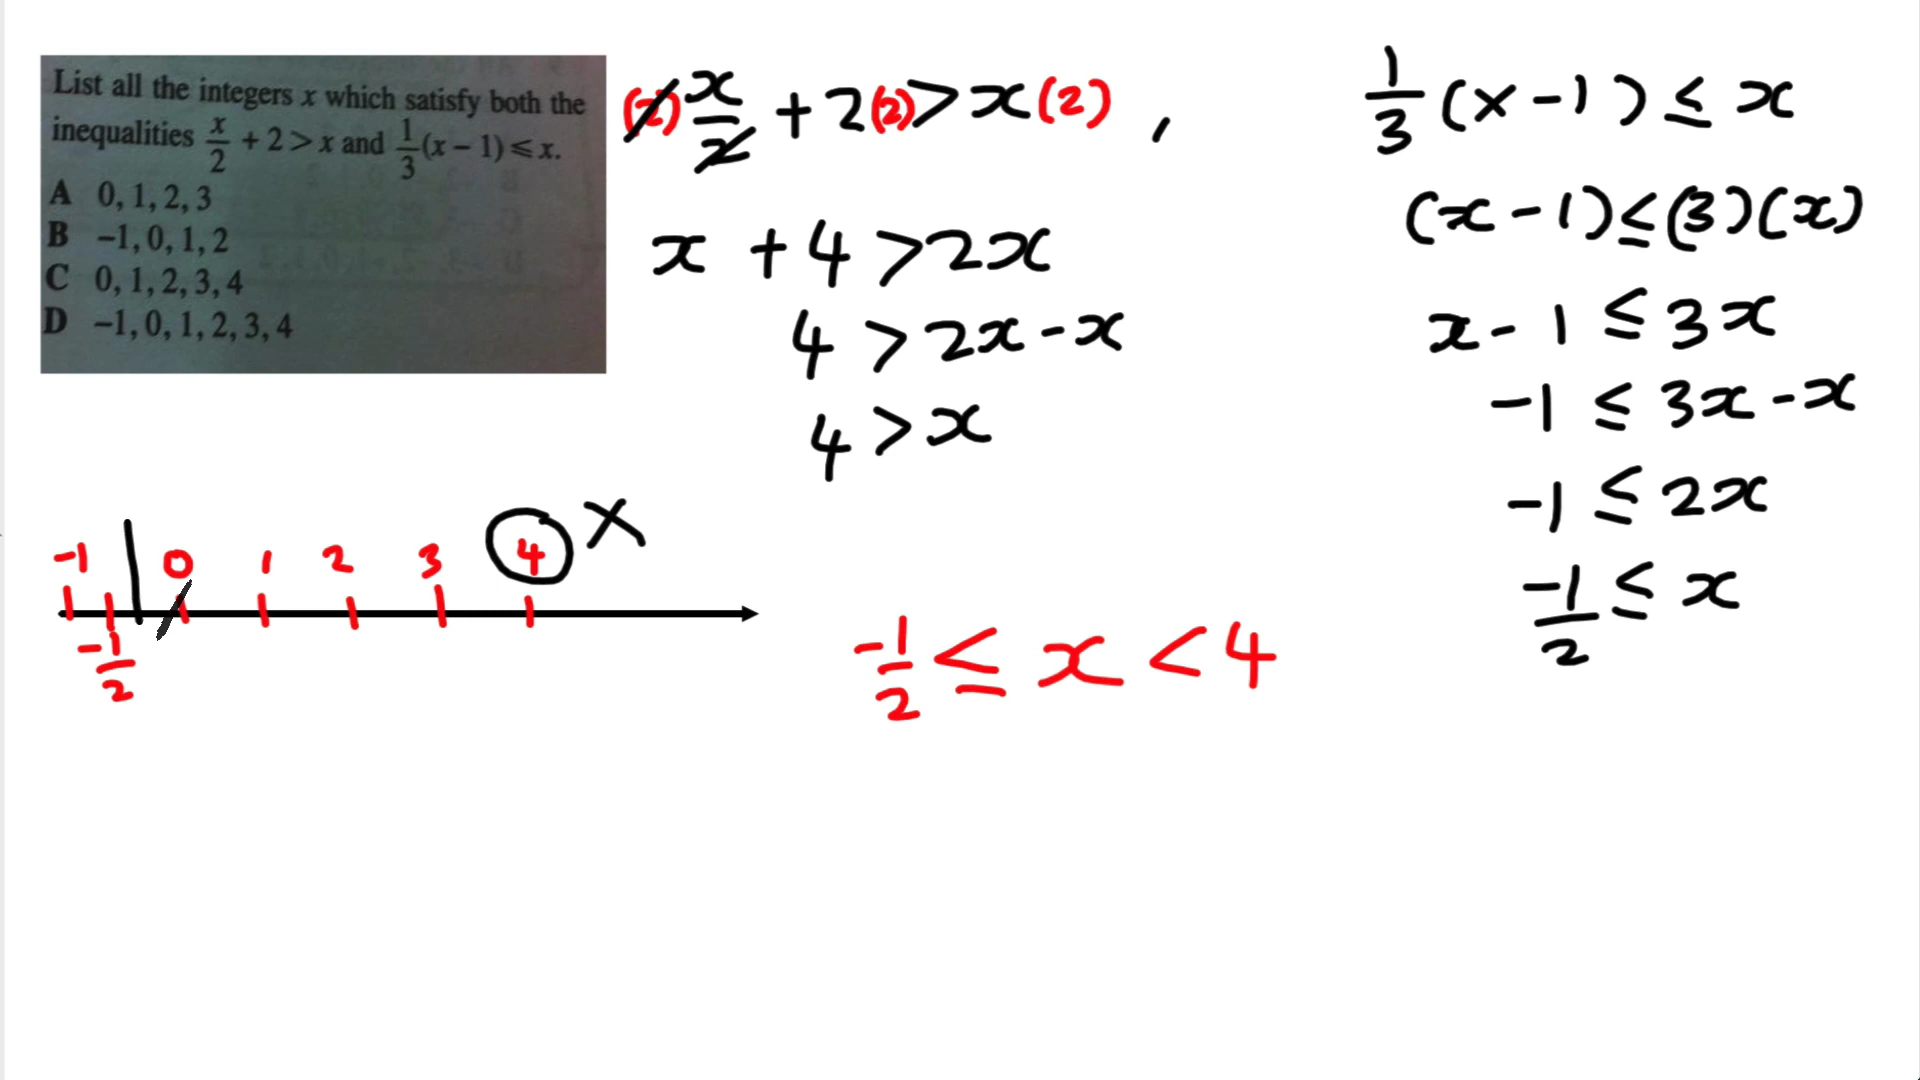 List all the integers x which satisfy both the
inequalities x/2 + 2 > x and 1/3(x – 1) ⩽ x.
A 0, 1, 2, 3
B –1, 0, 1, 2
C 0, 1, 2, 3, 4
D –1, 0, 1, 2, 3, 4
(2) x/2 + 2(2) > x(2) ,
x + 4 > 2x
4 > 2x - x
4 > x
1/3 (x - 1) ≤ x
(x - 1) ≤ (3)(x)
x - 1 ≤ 3x
-1 ≤ 3x - x
-1 ≤ 2x
-1/2 ≤ x
-1 0 1 2 3 4 X
-1/2
-1/2 ≤ x < 4